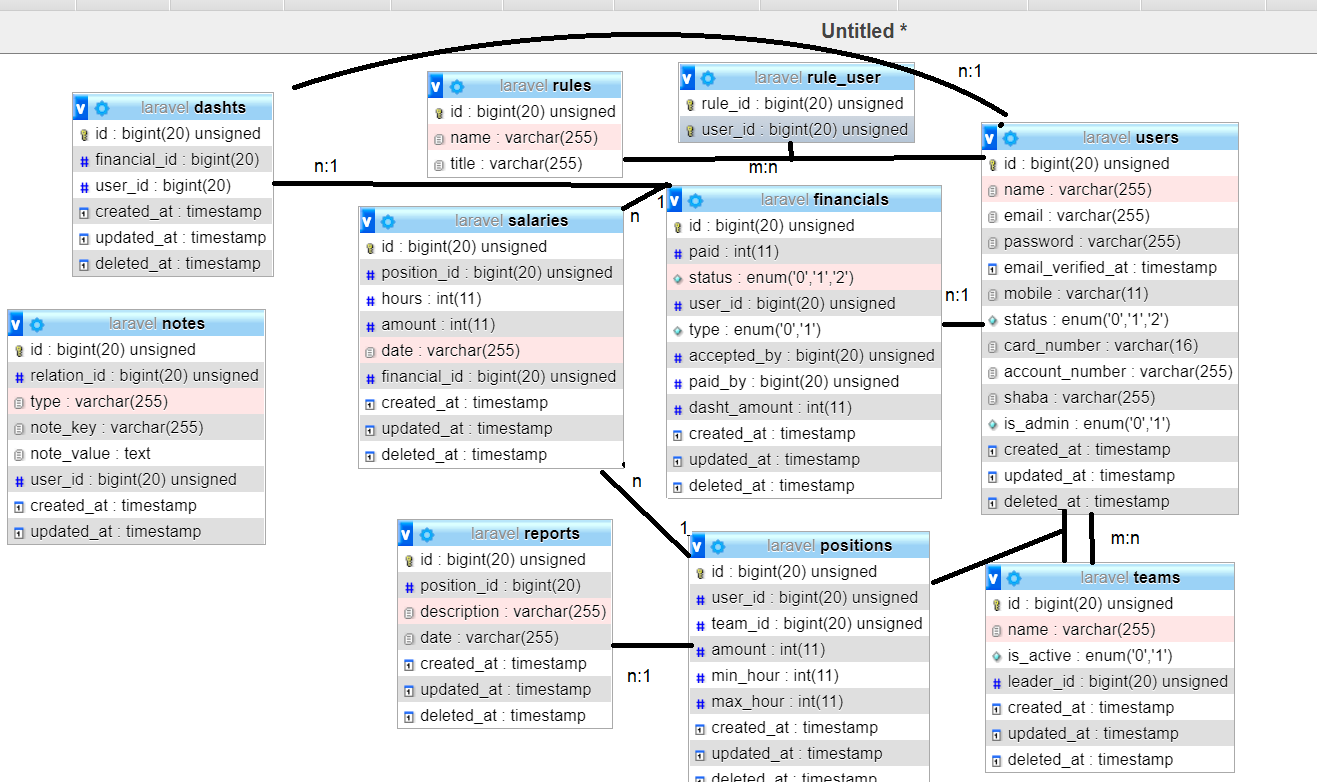 Untitled *
n:1
laravel dashts
id : bigint(20) unsigned
financial_id : bigint(20)
user_id : bigint(20)
created_at : timestamp
updated_at : timestamp
deleted_at : timestamp
laravel rules
id : bigint(20) unsigned
name : varchar(255)
title : varchar(255)
laravel rule_user
rule_id : bigint(20) unsigned
user_id : bigint(20) unsigned
m:n
n:1
laravel users
id : bigint(20) unsigned
name : varchar(255)
email : varchar(255)
password : varchar(255)
email_verified_at : timestamp
mobile : varchar(11)
status : enum('0','1','2')
card_number : varchar(16)
account_number : varchar(255)
shaba : varchar(255)
is_admin : enum('0','1')
created_at : timestamp
updated_at : timestamp
deleted_at : timestamp
n
1
laravel salaries
id : bigint(20) unsigned
position_id : bigint(20) unsigned
hours : int(11)
amount : int(11)
date : varchar(255)
financial_id : bigint(20) unsigned
created_at : timestamp
updated_at : timestamp
deleted_at : timestamp
laravel financials
id : bigint(20) unsigned
paid : int(11)
status : enum('0','1','2')
user_id : bigint(20) unsigned
type : enum('0','1')
accepted_by : bigint(20) unsigned
paid_by : bigint(20) unsigned
dasht_amount : int(11)
created_at : timestamp
updated_at : timestamp
deleted_at : timestamp
n:1
laravel notes
id : bigint(20) unsigned
relation_id : bigint(20) unsigned
type : varchar(255)
note_key : varchar(255)
note_value : text
user_id : bigint(20) unsigned
created_at : timestamp
updated_at : timestamp
n
1
laravel reports
id : bigint(20) unsigned
position_id : bigint(20)
description : varchar(255)
date : varchar(255)
created_at : timestamp
updated_at : timestamp
deleted_at : timestamp
n:1
laravel positions
id : bigint(20) unsigned
user_id : bigint(20) unsigned
team_id : bigint(20) unsigned
amount : int(11)
min_hour : int(11)
max_hour : int(11)
created_at : timestamp
updated_at : timestamp
deleted_at : timestamp
m:n
laravel teams
id : bigint(20) unsigned
name : varchar(255)
is_active : enum('0','1')
leader_id : bigint(20) unsigned
created_at : timestamp
updated_at : timestamp
deleted_at : timestamp